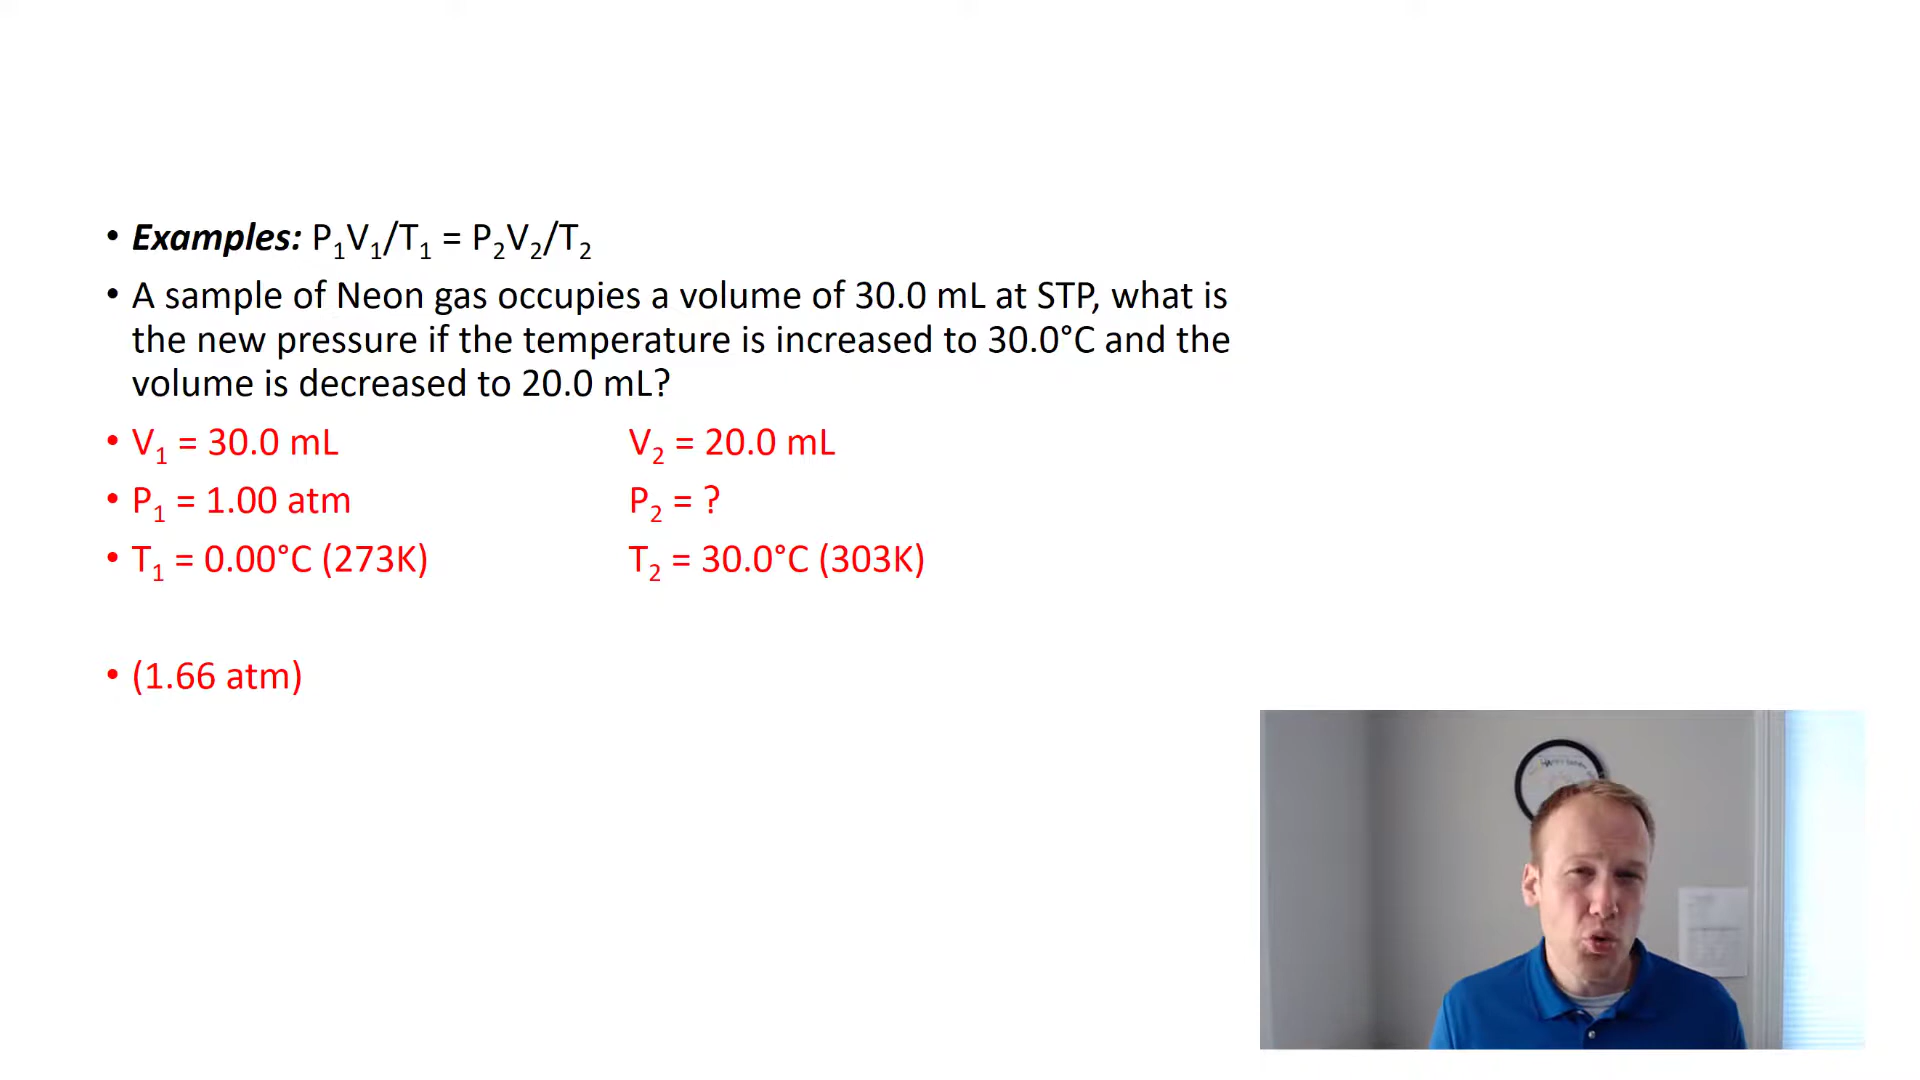 • Examples: P₁V₁/T₁ = P₂V₂/T₂
• A sample of Neon gas occupies a volume of 30.0 mL at STP, what is
the new pressure if the temperature is increased to 30.0°C and the
volume is decreased to 20.0 mL?
• V₁ = 30.0 mL V₂ = 20.0 mL
• P₁ = 1.00 atm P₂ = ?
• T₁ = 0.00°C (273K) T₂ = 30.0°C (303K)
• (1.66 atm)